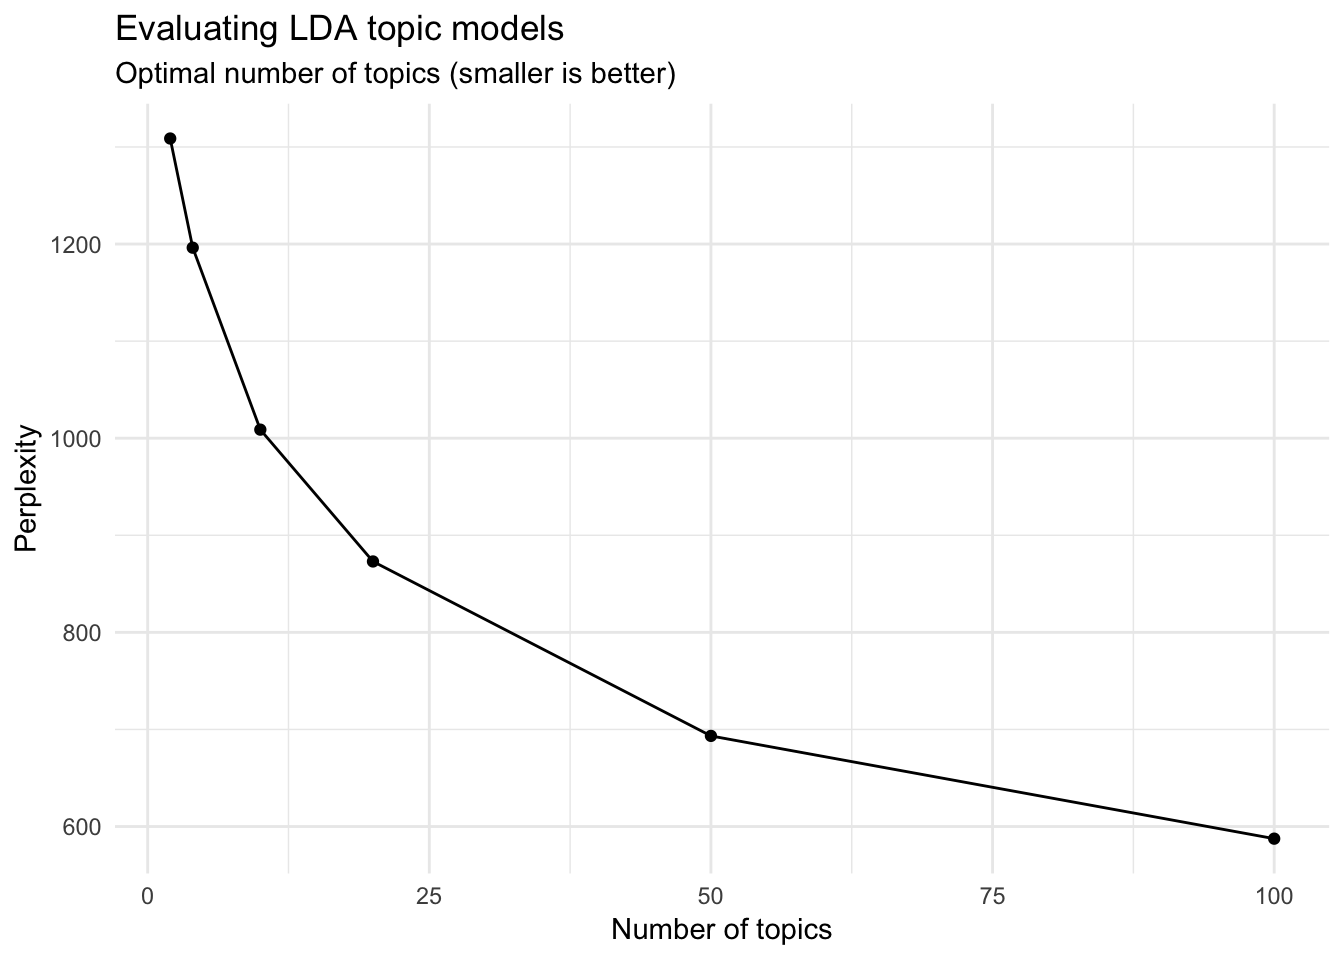 Evaluating LDA topic models
Optimal number of topics (smaller is better)
Perplexity
1200
1000
800
600
0 25 50 75 100
Number of topics